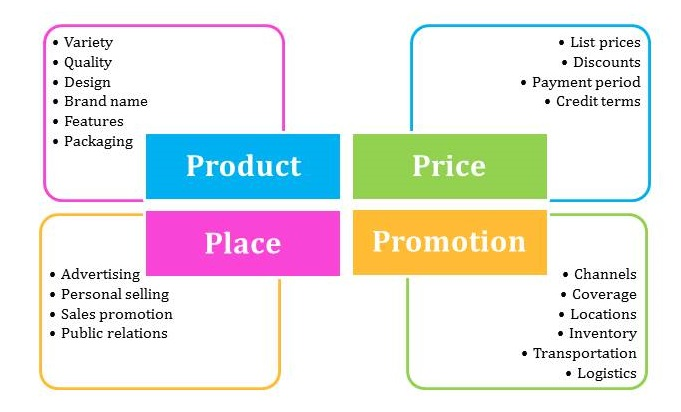 • Variety
• Quality
• Design
• Brand name
• Features
• Packaging
• List prices
• Discounts
• Payment period
• Credit terms
Product
Price
Place
Promotion
• Advertising
• Personal selling
• Sales promotion
• Public relations
• Channels
• Coverage
• Locations
• Inventory
• Transportation
• Logistics